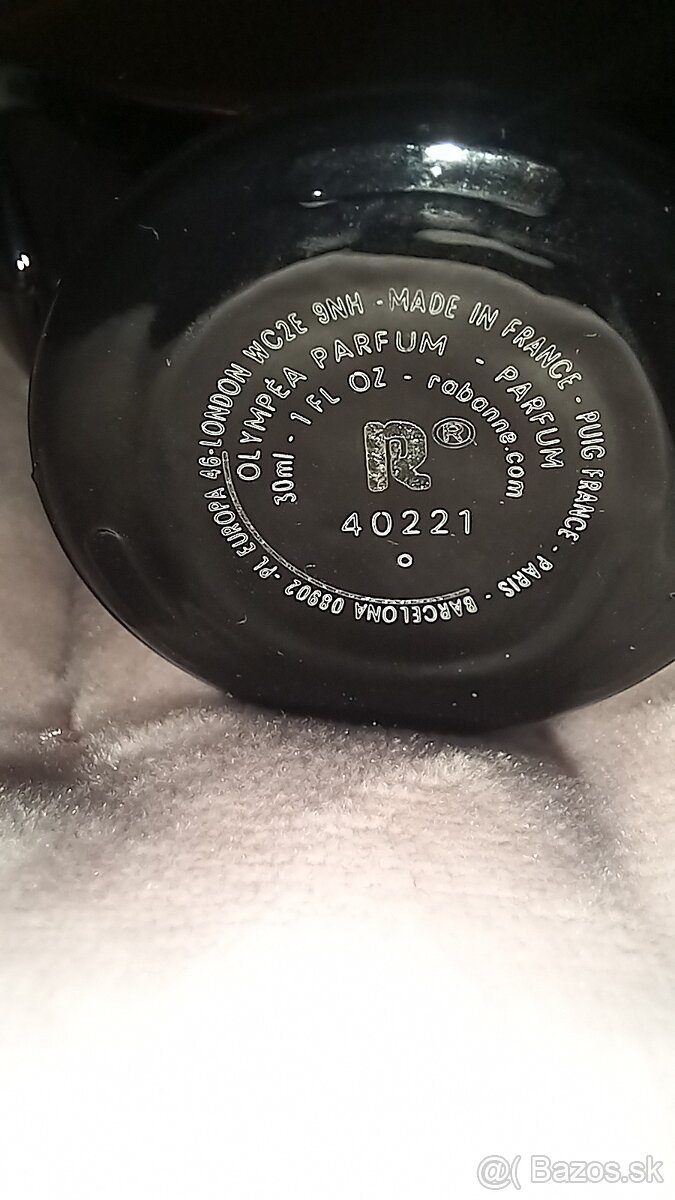 MADE IN FRANCE - PUIG FRANCE - PARIS - BARCELONA 08902 - PL EUROPA 46-LONDON WC2E 9NH -
OLYMPÉA PARFUM - PARFUM
30ml - 1 FL OZ - rabanne.com
r®
40221
@( Bazos.sk